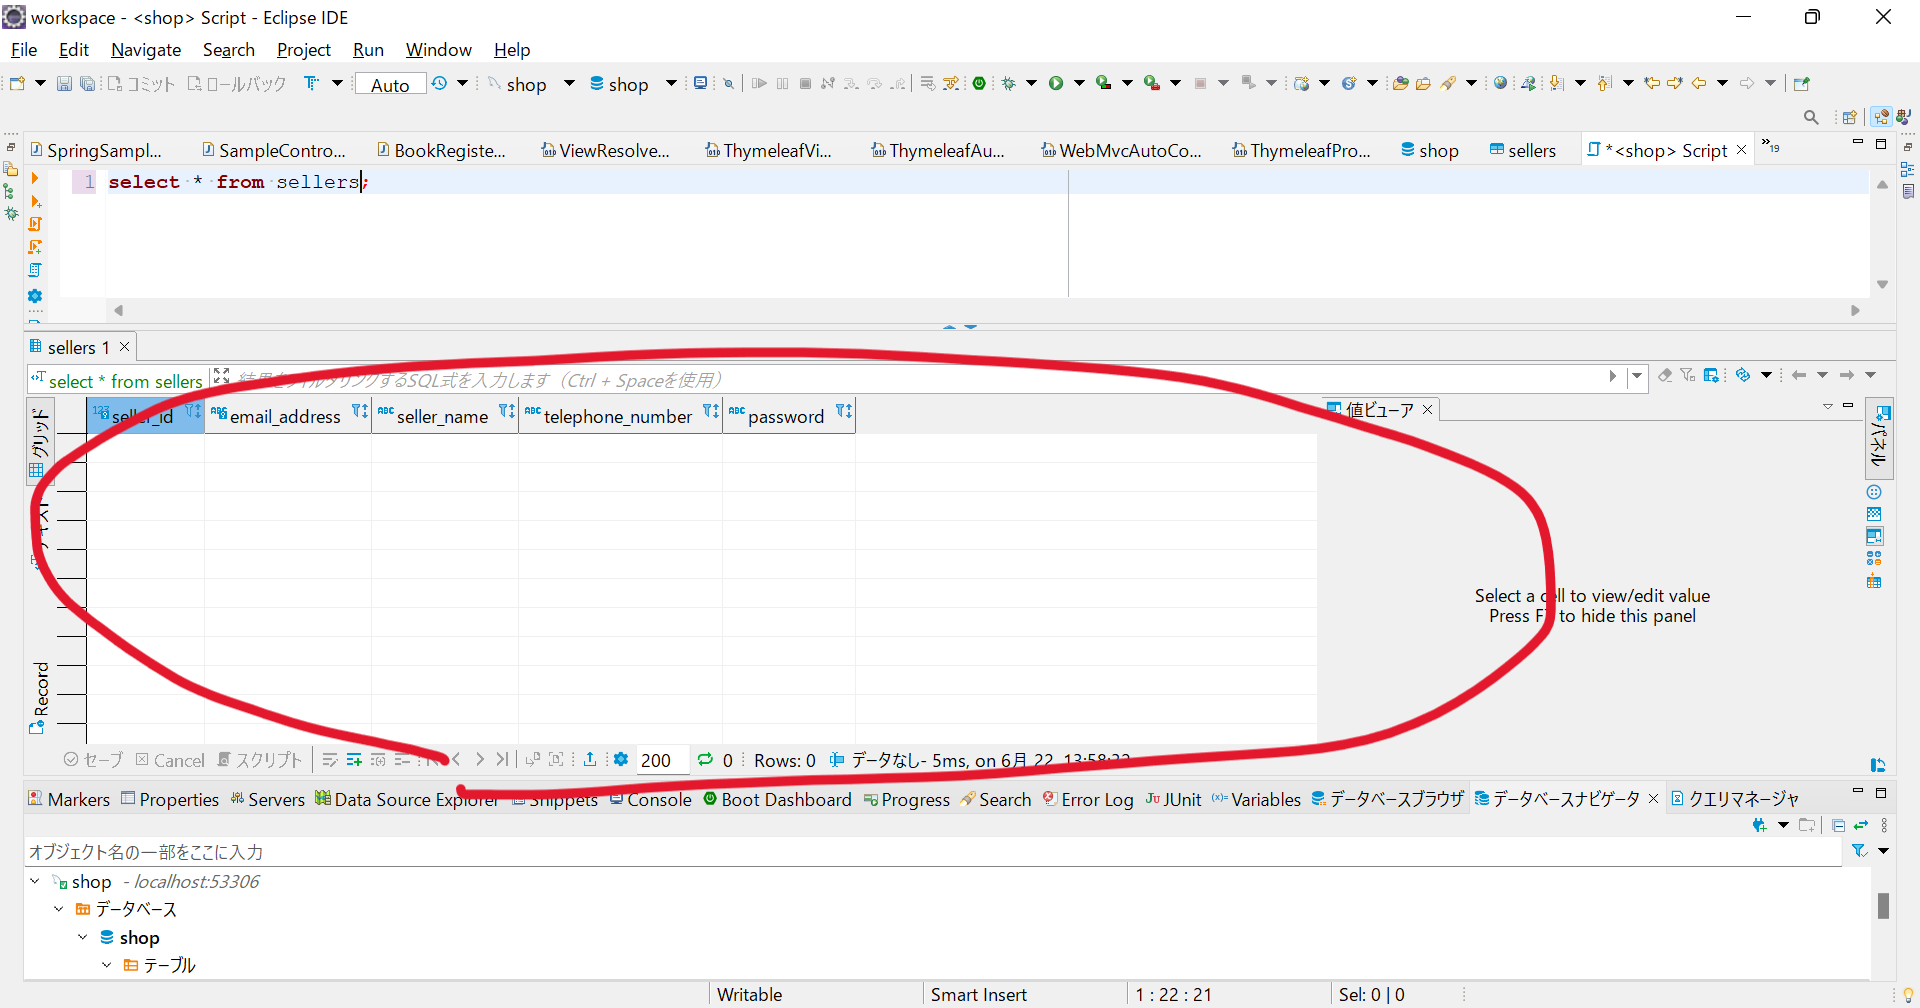 workspace - <shop> Script - Eclipse IDE
File Edit Navigate Search Project Run Window Help
コミット ロールバック Auto shop shop
SpringSampl... SampleContro... BookRegiste... ViewResolve... ThymeleafVi... ThymeleafAu... WebMvcAutoCo... ThymeleafPro... shop sellers *<shop> Script 19
1 select * from sellers;
sellers 1
select * from sellers 結果をフィルタリングするSQL式を入力します (Ctrl + Spaceを使用)
グリッド seller_id email_address seller_name telephone_number password 値ビューア パネル
テキスト
Select a cell to view/edit value
Press F7 to hide this panel
Record
セーブ Cancel スクリプト 200 0 Rows: 0 データなし - 5ms, on 6月 22, 13:58:32
Markers Properties Servers Data Source Explorer Snippets Console Boot Dashboard Progress Search Error Log JUnit Variables データベースブラウザ データベースナビゲータ クエリマネージャ
オブジェクト名の一部をここに入力
shop - localhost:53306
データベース
shop
テーブル
Writable Smart Insert 1 : 22 : 21 Sel: 0 | 0